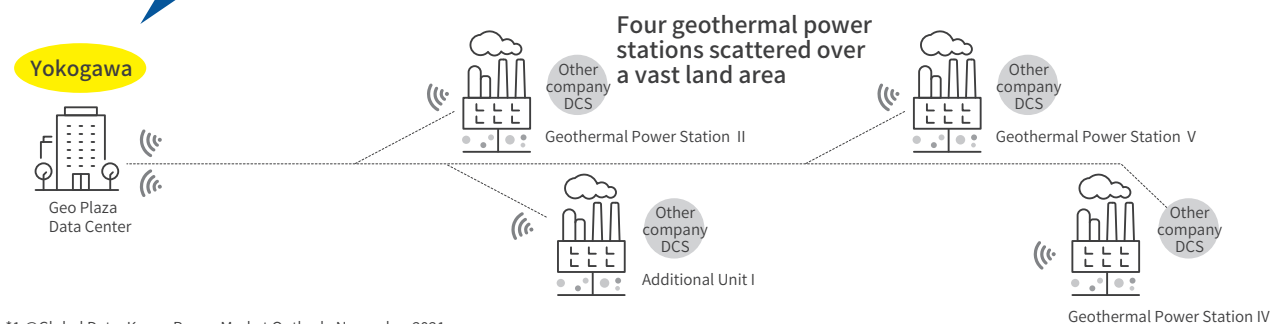 Four geothermal power
stations scattered over
a vast land area
Yokogawa
Other
company
DCS
Other
company
DCS
Geothermal Power Station II
Geothermal Power Station V
Geo Plaza
Data Center
Other
company
DCS
Other
company
DCS
Additional Unit I
Geothermal Power Station IV